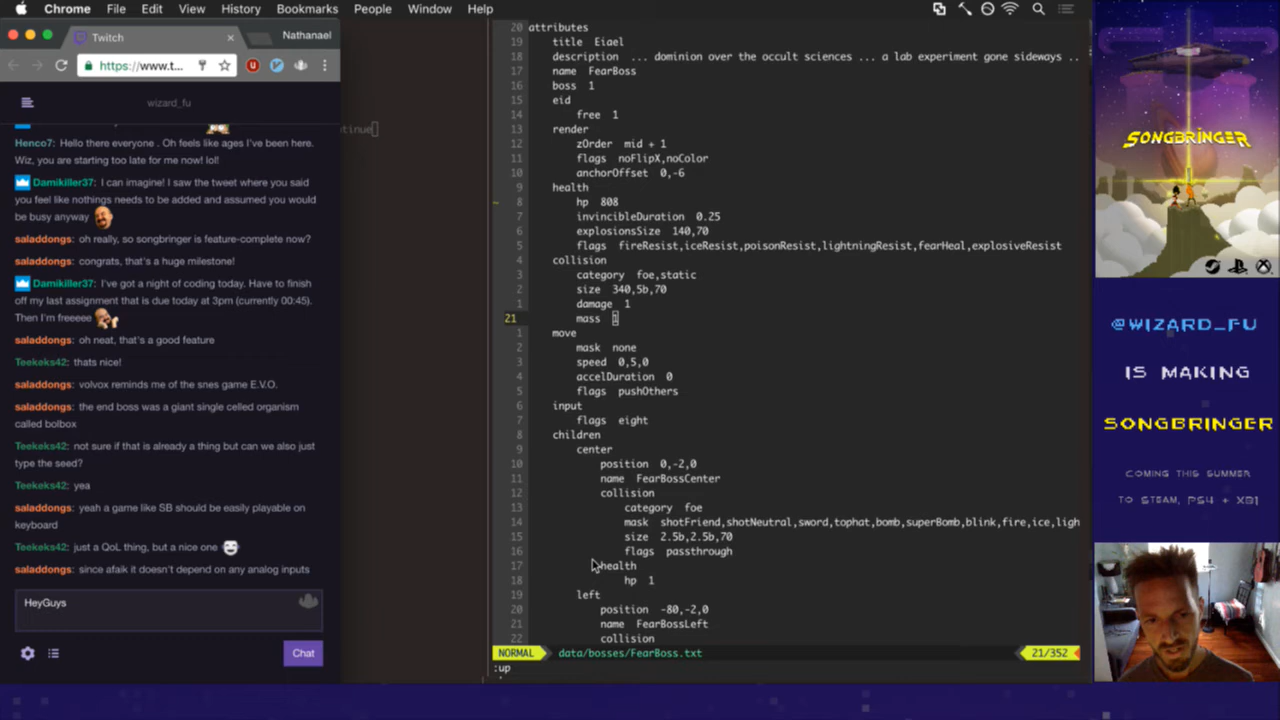 Chrome File Edit View History Bookmarks People Window Help
Twitch
Nathanael
https://www.t...
wizard_fu
Henco7: Hello there everyone . Oh feels like ages I've been here.
Wiz, you are starting too late for me now! lol!
Damikiller37: I can imagine! I saw the tweet where you said
you feel like nothings needs to be added and assumed you would
be busy anyway
saladdongs: oh really, so songbringer is feature-complete now?
saladdongs: congrats, that's a huge milestone!
Damikiller37: I've got a night of coding today. Have to finish
off my last assignment that is due today at 3pm (currently 00:45).
Then I'm freeeee
saladdongs: oh neat, that's a good feature
Teekeks42: thats nice!
saladdongs: volvox reminds me of the snes game E.V.O.
saladdongs: the end boss was a giant single celled organism
called bolbox
Teekeks42: not sure if that is already a thing but can we also just
type the seed?
Teekeks42: yea
saladdongs: yeah a game like SB should be easily playable on
keyboard
Teekeks42: just a QoL thing, but a nice one
saladdongs: since afaik it doesn't depend on any analog inputs
HeyGuys
Chat
tinue]
20 attributes
19 title Eiael
18 description ... dominion over the occult sciences ... a lab experiment gone sideways ..
17 name FearBoss
16 boss 1
15 eid
14 free 1
13 render
12 zOrder mid + 1
11 flags noFlipX,noColor
10 anchorOffset 0,-6
9 health
8 hp 808
7 invincibleDuration 0.25
6 explosionsSize 140,70
5 flags fireResist,iceResist,poisonResist,lightningResist,fearHeal,explosiveResist
4 collision
3 category foe,static
2 size 340,5b,70
1 damage 1
21 mass 1
1 move
2 mask none
3 speed 0,5,0
4 accelDuration 0
5 flags pushOthers
6 input
7 flags eight
8 children
9 center
10 position 0,-2,0
11 name FearBossCenter
12 collision
13 category foe
14 mask shotFriend,shotNeutral,sword,tophat,bomb,superBomb,blink,fire,ice,ligh
15 size 2.5b,2.5b,70
16 flags passthrough
17 health
18 hp 1
19 left
20 position -80,-2,0
21 name FearBossLeft
22 collision
NORMAL data/bosses/FearBoss.txt 21/352
:up
SONGBRINGER
@WIZARD_FU
IS MAKING
SONGBRINGER
COMING THIS SUMMER
TO STEAM, PS4 + XB1